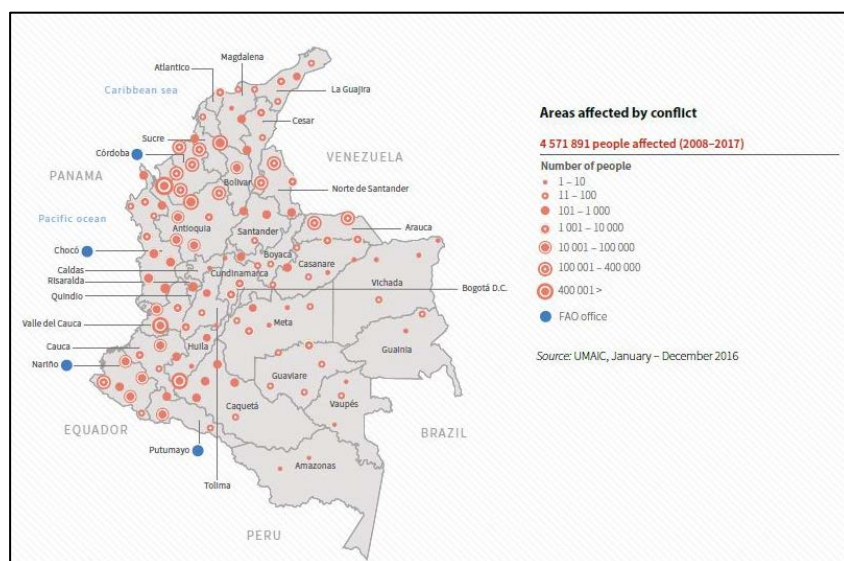 Magdalena
Atlantico
Caribbean sea
La Guajira
Cesar
Sucre
VENEZUELA
Córdoba
PANAMA
Bolivar
Norte de Santander
Pacific ocean
Antioquia
Santander
Arauca
Chocó
Boyaca
Caldas
Cundinamarca
Casanare
Risaralda
Vichada
Quindio
Bogotá D.C.
Valle del Cauca
Meta
Cauca
Huila
Guainia
Nariño
Guaviare
Caquetá
Vaupés
EQUADOR
BRAZIL
Putumayo
Amazonas
Tolima
PERU
Areas affected by conflict
4 571 891 people affected (2008–2017)
Number of people
1 – 10
11 – 100
101 – 1 000
1 001 – 10 000
10 001 – 100 000
100 001 – 400 000
400 001 >
FAO office
Source: UMAIC, January – December 2016